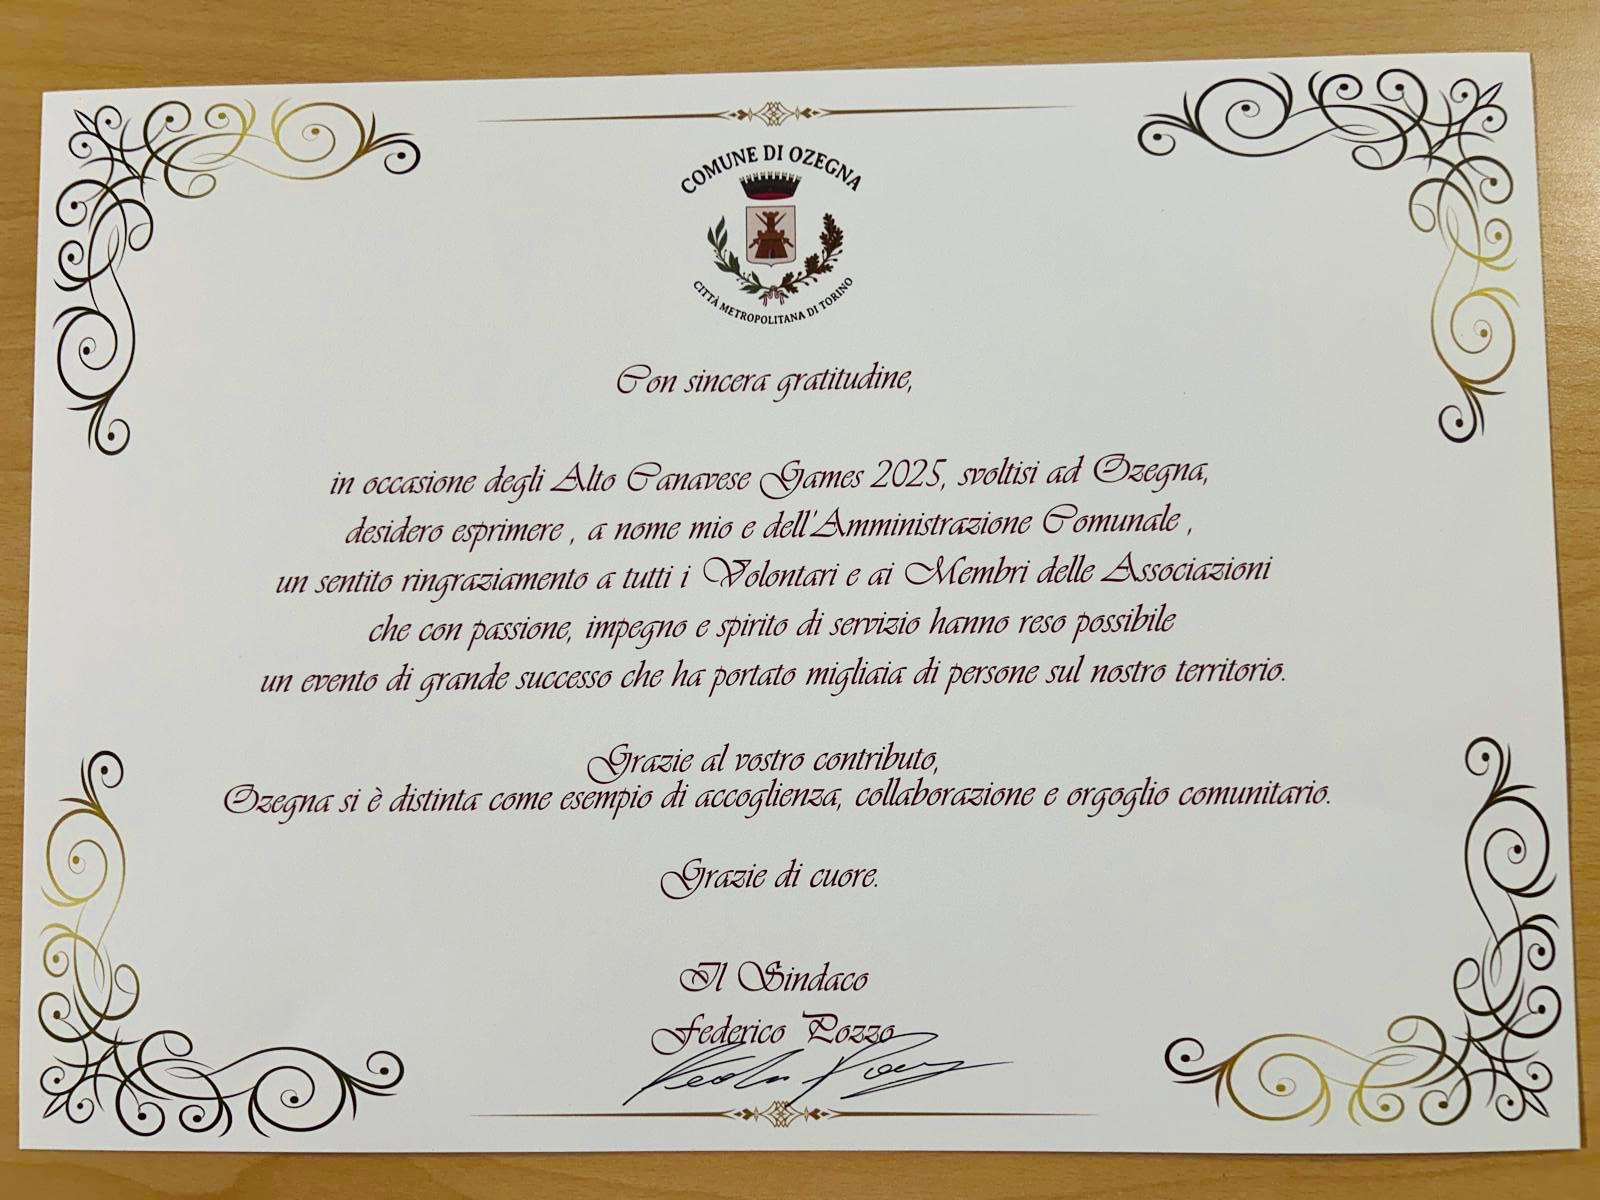 COMUNE DI OZEGNA
CITTÀ METROPOLITANA DI TORINO
Con sincera gratitudine,
in occasione degli Alto Canavese Games 2025, svoltisi ad Ozegna,
desidero esprimere , a nome mio e dell'Amministrazione Comunale ,
un sentito ringraziamento a tutti i Volontari e ai Membri delle Associazioni
che con passione, impegno e spirito di servizio hanno reso possibile
un evento di grande successo che ha portato migliaia di persone sul nostro territorio.
Grazie al vostro contributo,
Ozegna si è distinta come esempio di accoglienza, collaborazione e orgoglio comunitario.
Grazie di cuore.
Il Sindaco
Federico Pozzo